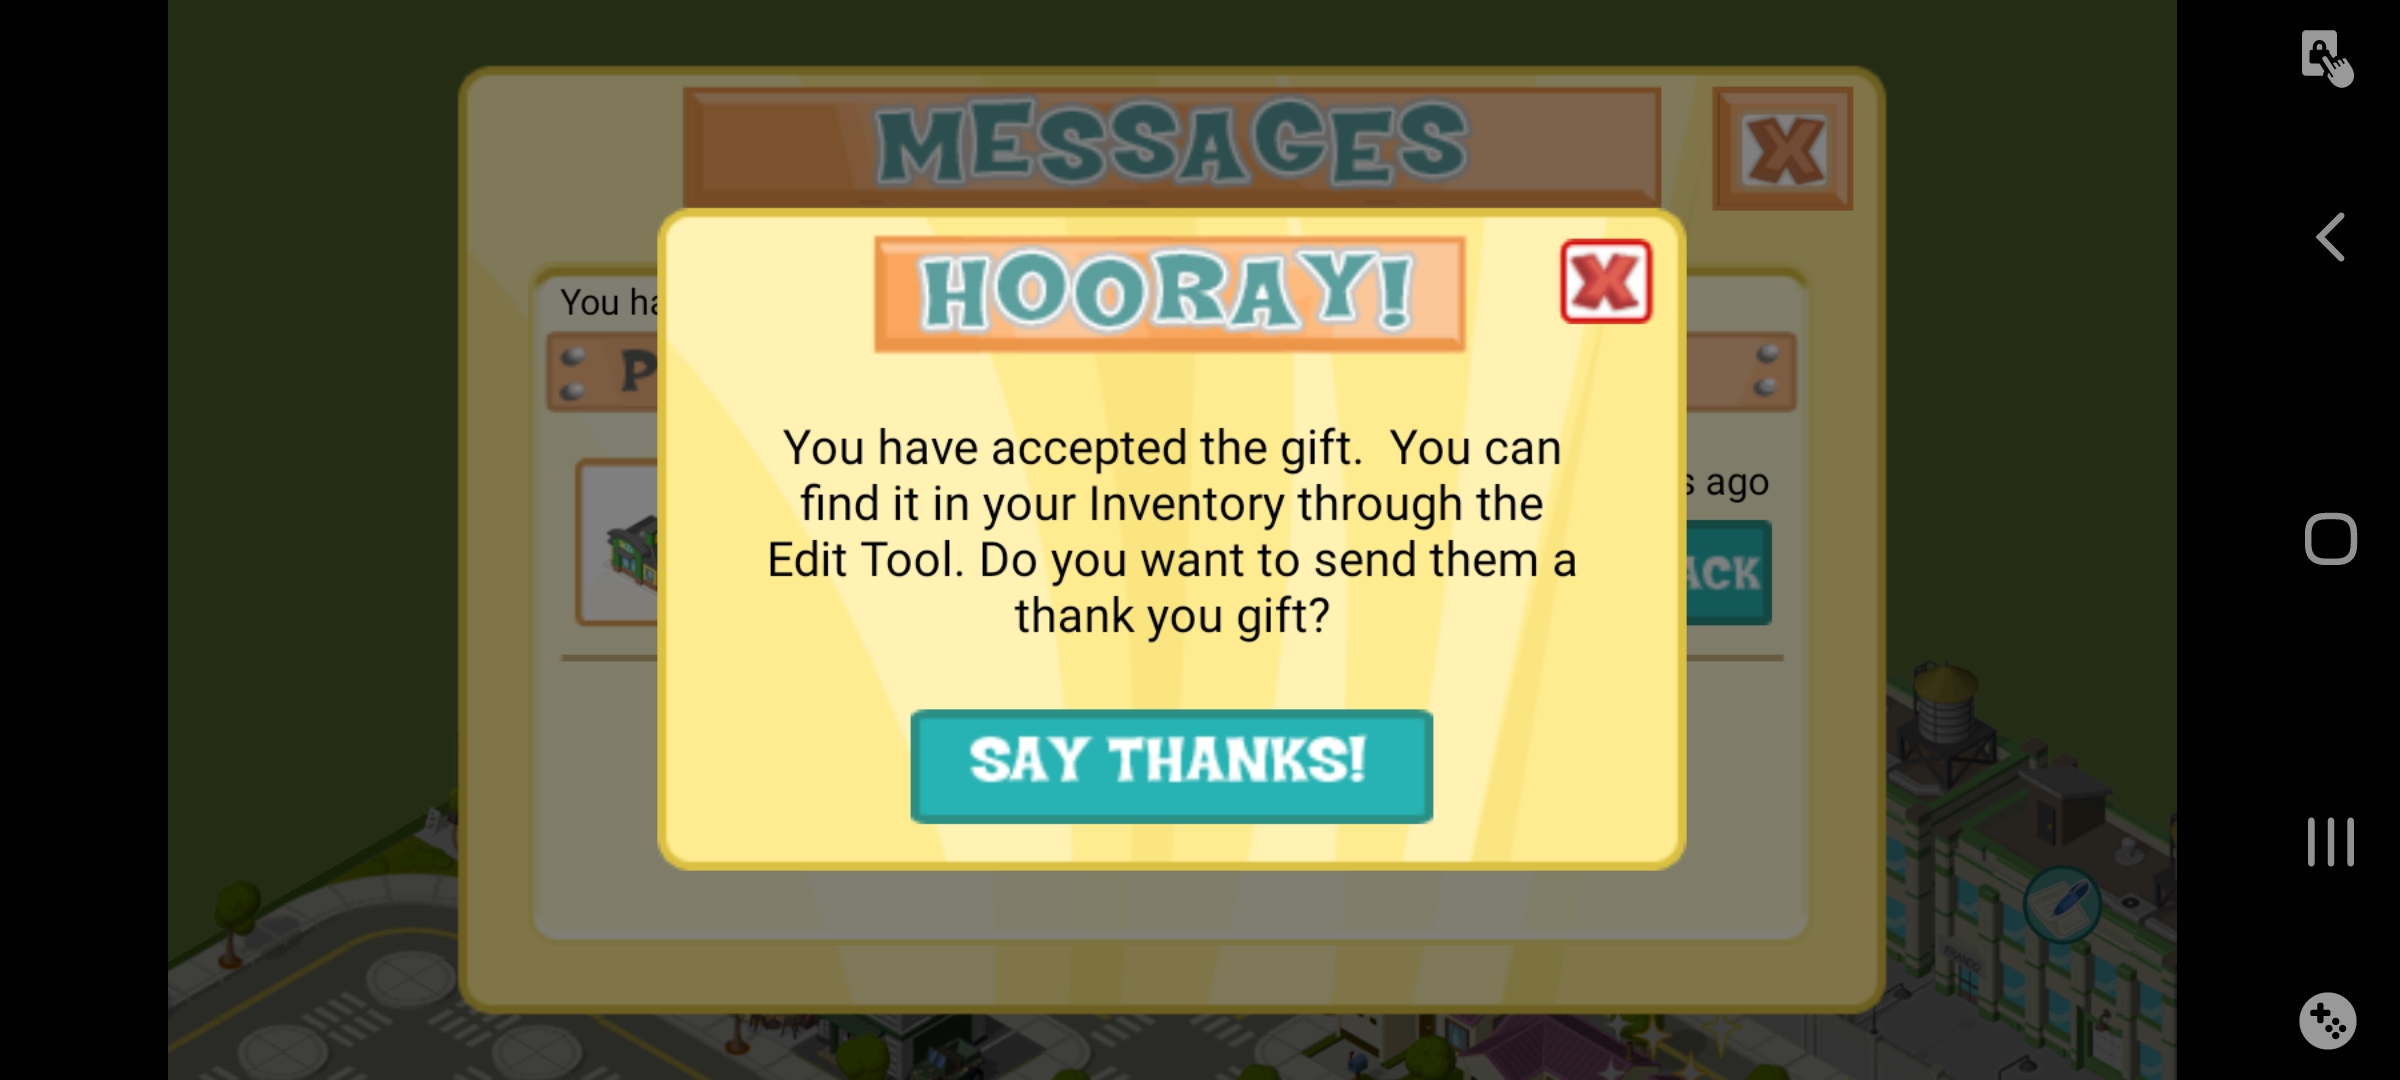 MESSAGES
HOORAY!
You ha
P
You have accepted the gift.  You can
find it in your Inventory through the
Edit Tool. Do you want to send them a
thank you gift?
s ago
ACK
SAY THANKS!